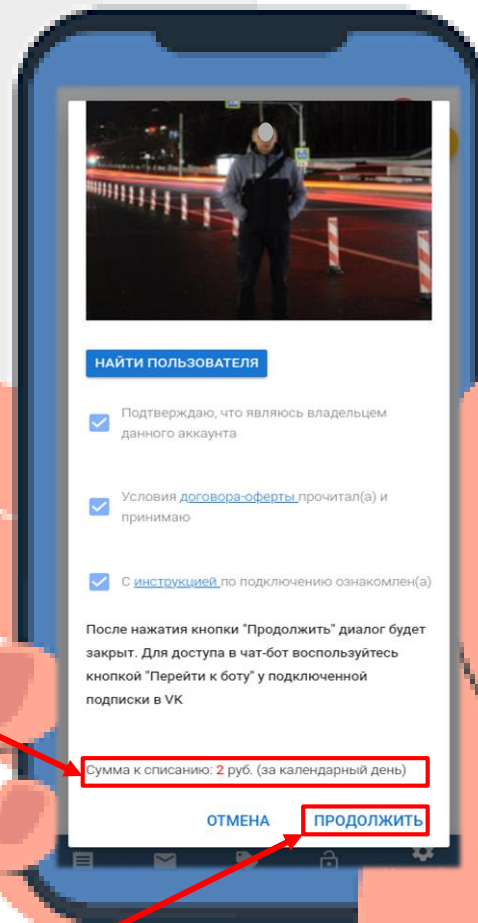 НАЙТИ ПОЛЬЗОВАТЕЛЯ
Подтверждаю, что являюсь владельцем
данного аккаунта
Условия договора-оферты прочитал(а) и
принимаю
С инструкцией по подключению ознакомлен(а)
После нажатия кнопки "Продолжить" диалог будет
закрыт. Для доступа в чат-бот воспользуйтесь
кнопкой "Перейти к боту" у подключенной
подписки в VK
Сумма к списанию: 2 руб. (за календарный день)
ОТМЕНА ПРОДОЛЖИТЬ